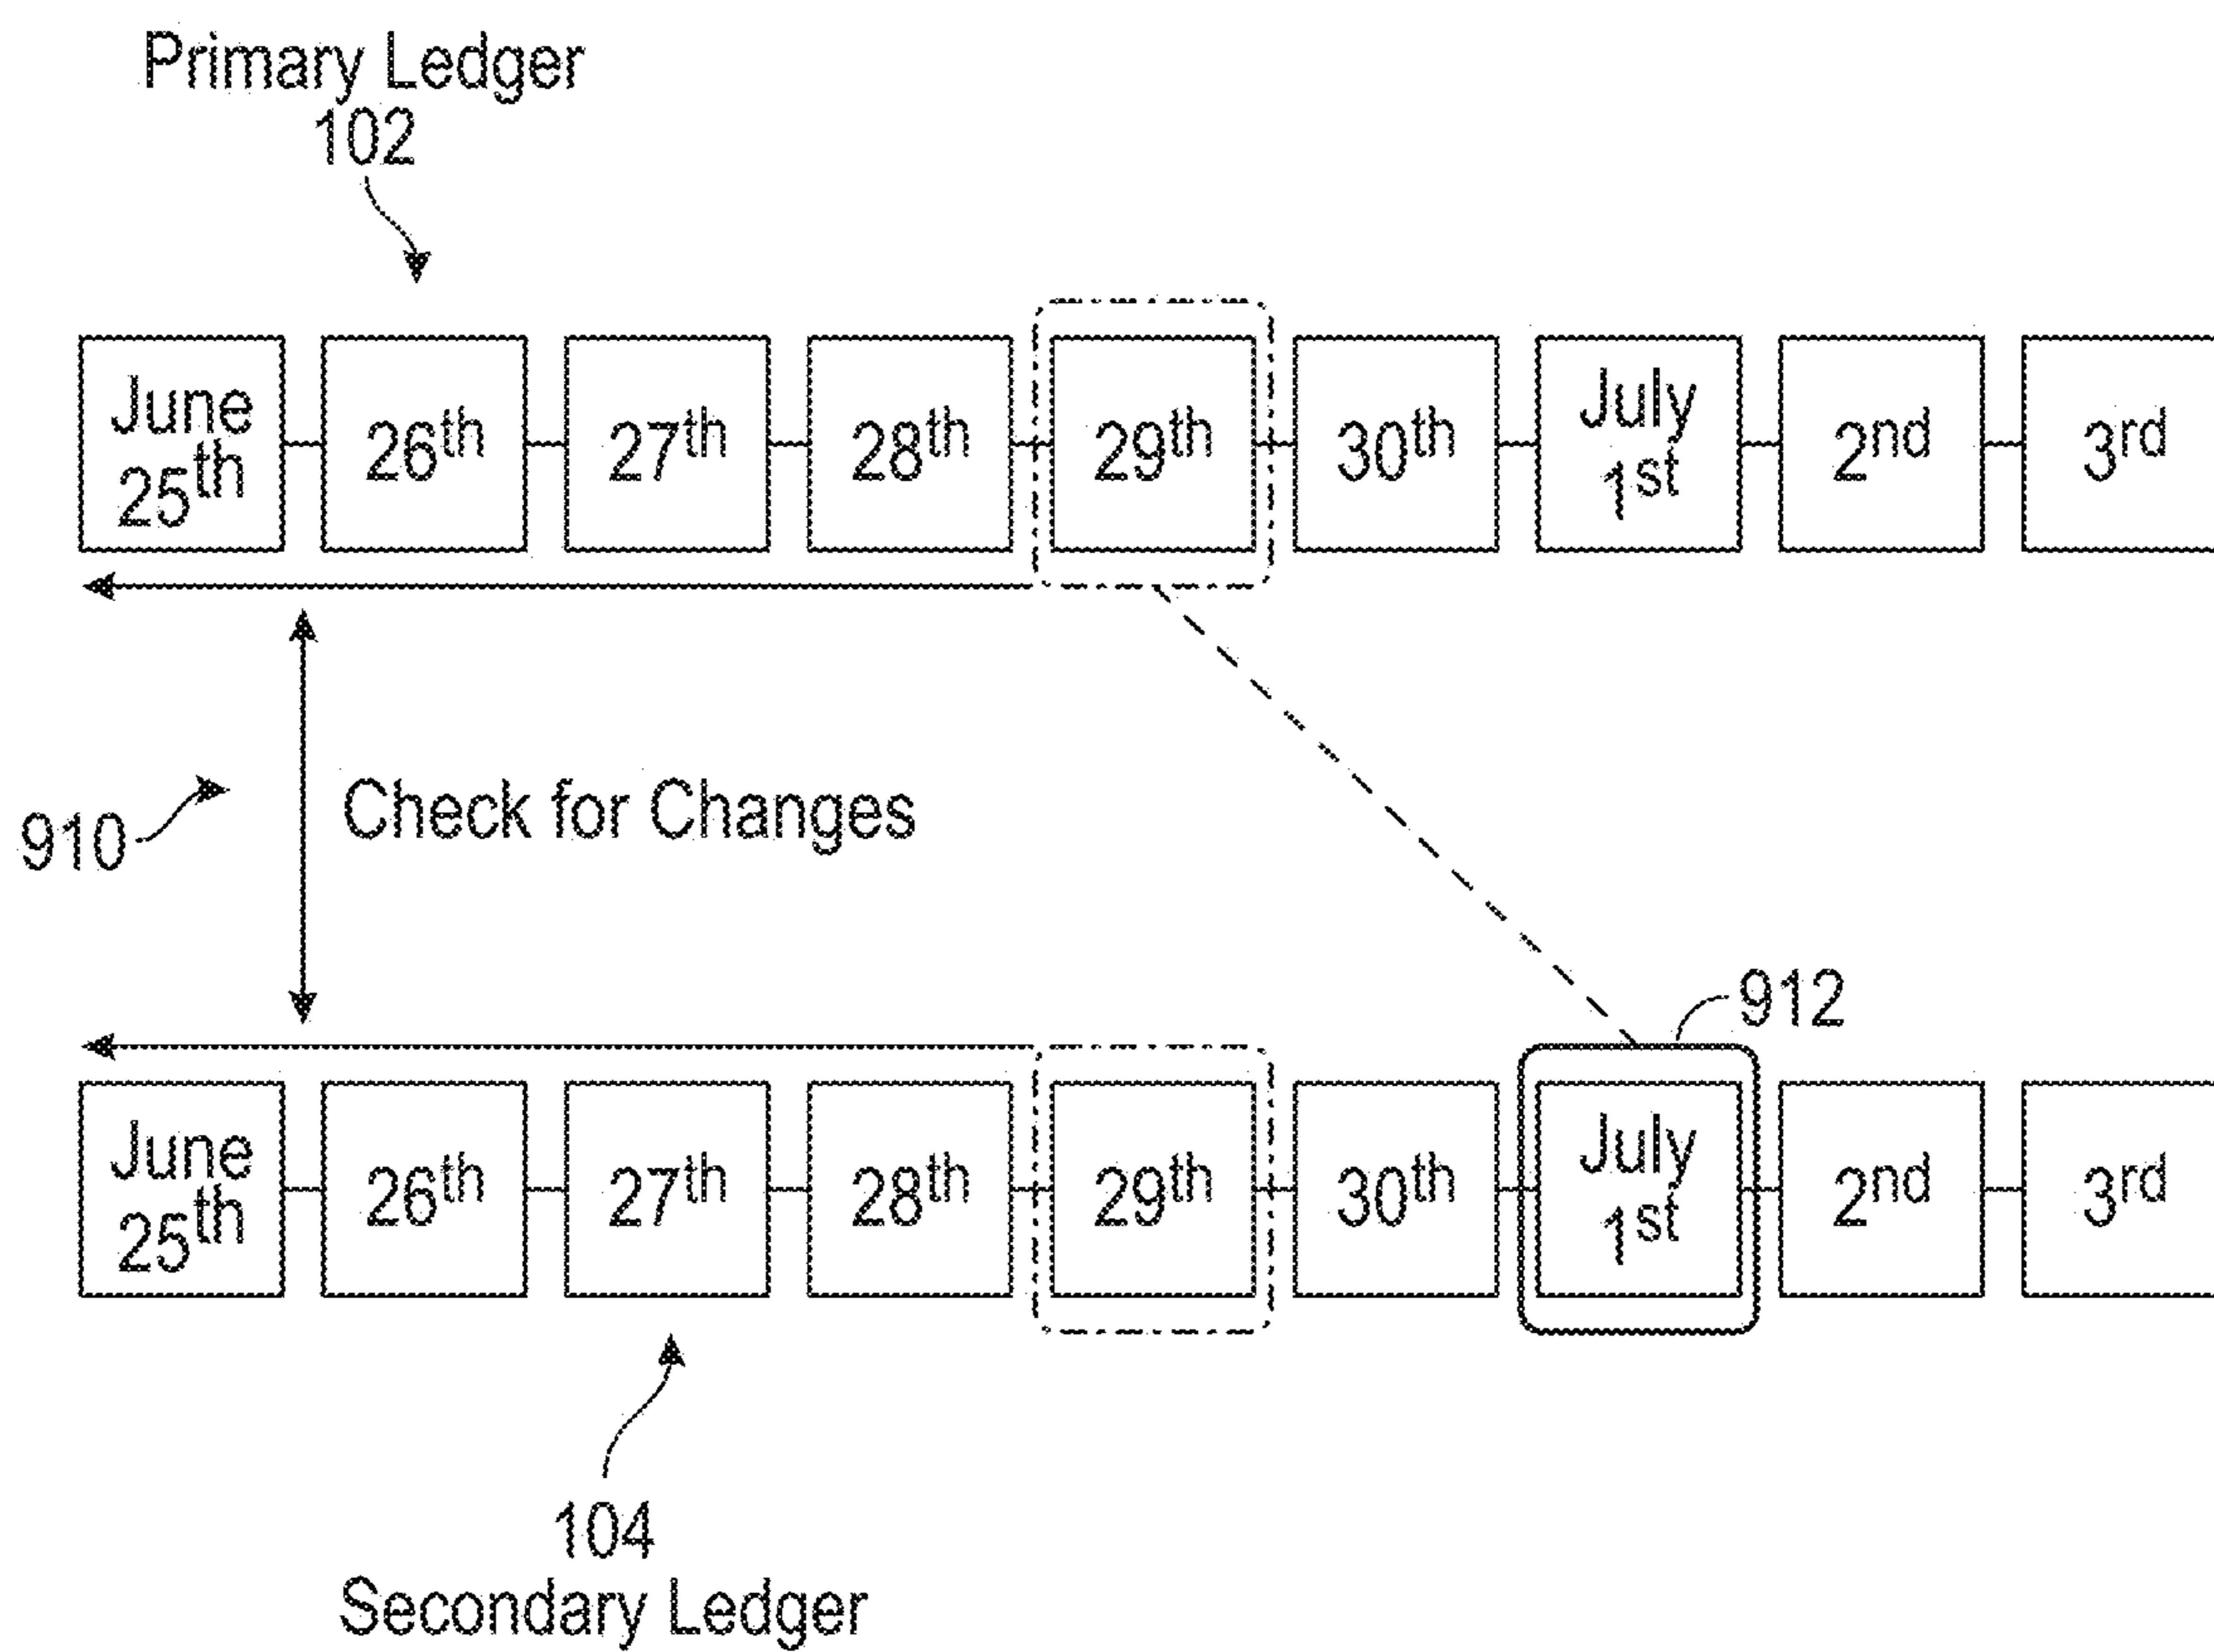 Primary Ledger
102
June
25th
26th
27th
28th
29th
30th
July
1st
2nd
3rd
910
Check for Changes
912
June
25th
26th
27th
28th
29th
30th
July
1st
2nd
3rd
104
Secondary Ledger